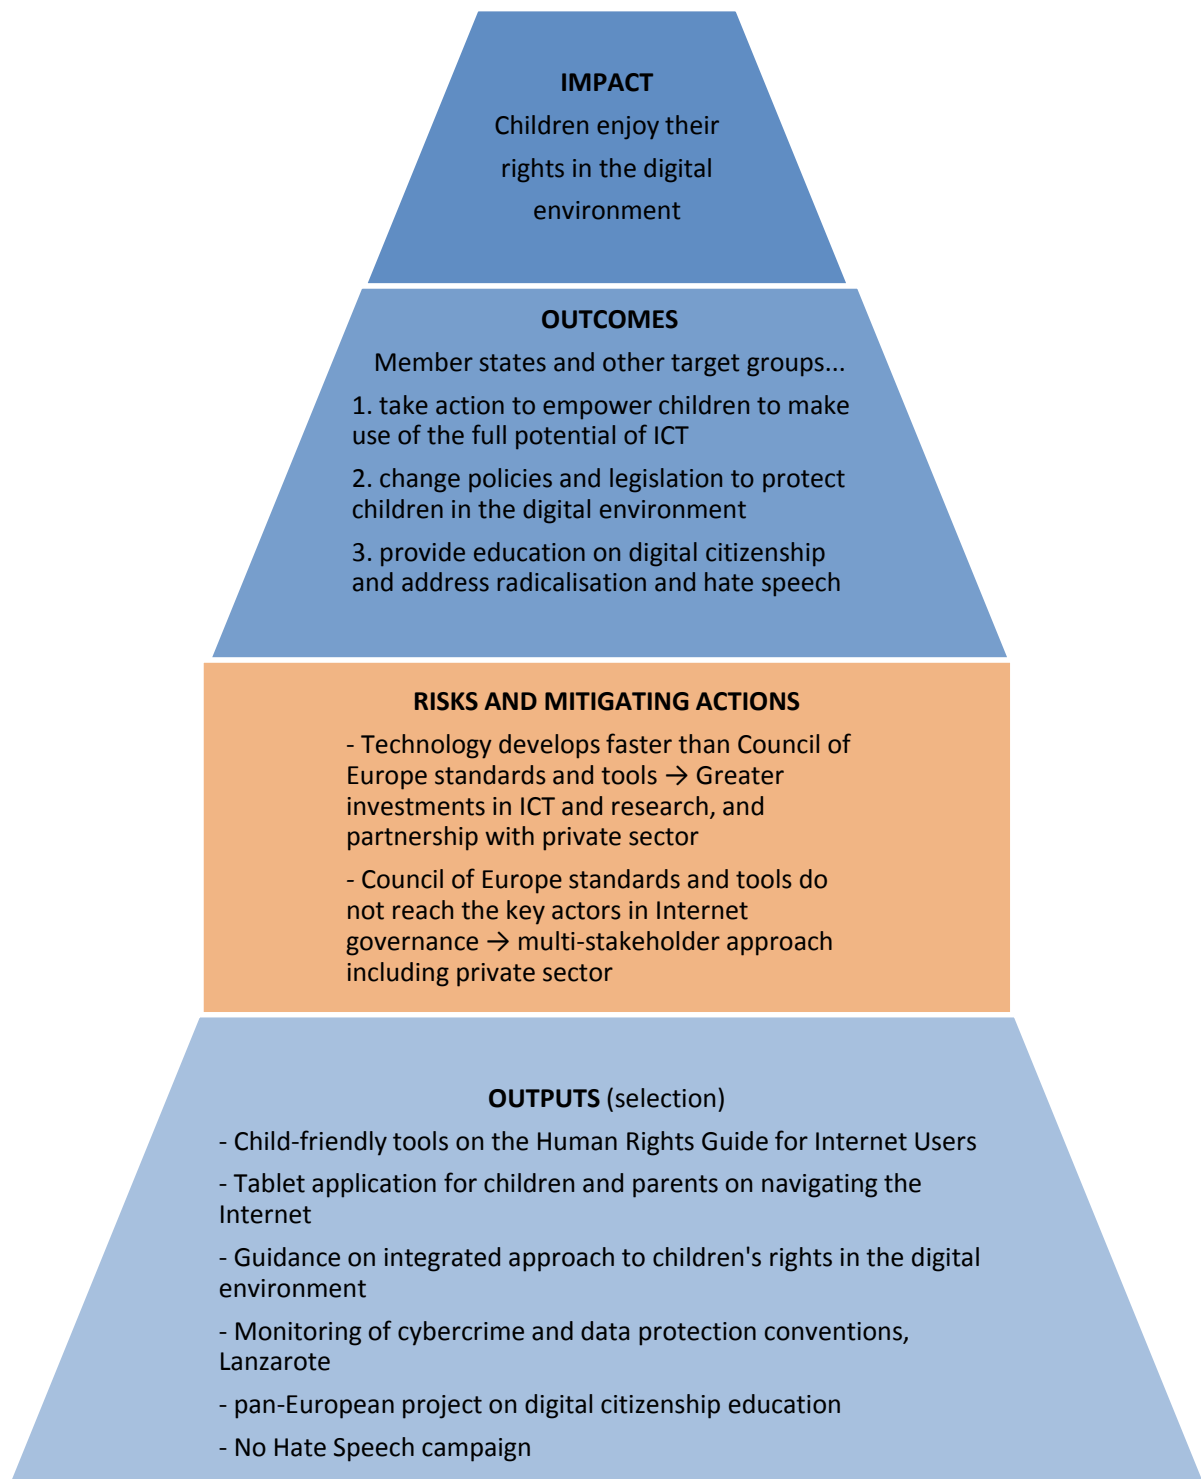 IMPACT
Children enjoy their
rights in the digital
environment
OUTCOMES
Member states and other target groups...
1. take action to empower children to make
use of the full potential of ICT
2. change policies and legislation to protect
children in the digital environment
3. provide education on digital citizenship
and address radicalisation and hate speech
RISKS AND MITIGATING ACTIONS
- Technology develops faster than Council of
Europe standards and tools → Greater
investments in ICT and research, and
partnership with private sector
- Council of Europe standards and tools do
not reach the key actors in Internet
governance → multi-stakeholder approach
including private sector
OUTPUTS (selection)
- Child-friendly tools on the Human Rights Guide for Internet Users
- Tablet application for children and parents on navigating the
Internet
- Guidance on integrated approach to children's rights in the digital
environment
- Monitoring of cybercrime and data protection conventions,
Lanzarote
- pan-European project on digital citizenship education
- No Hate Speech campaign